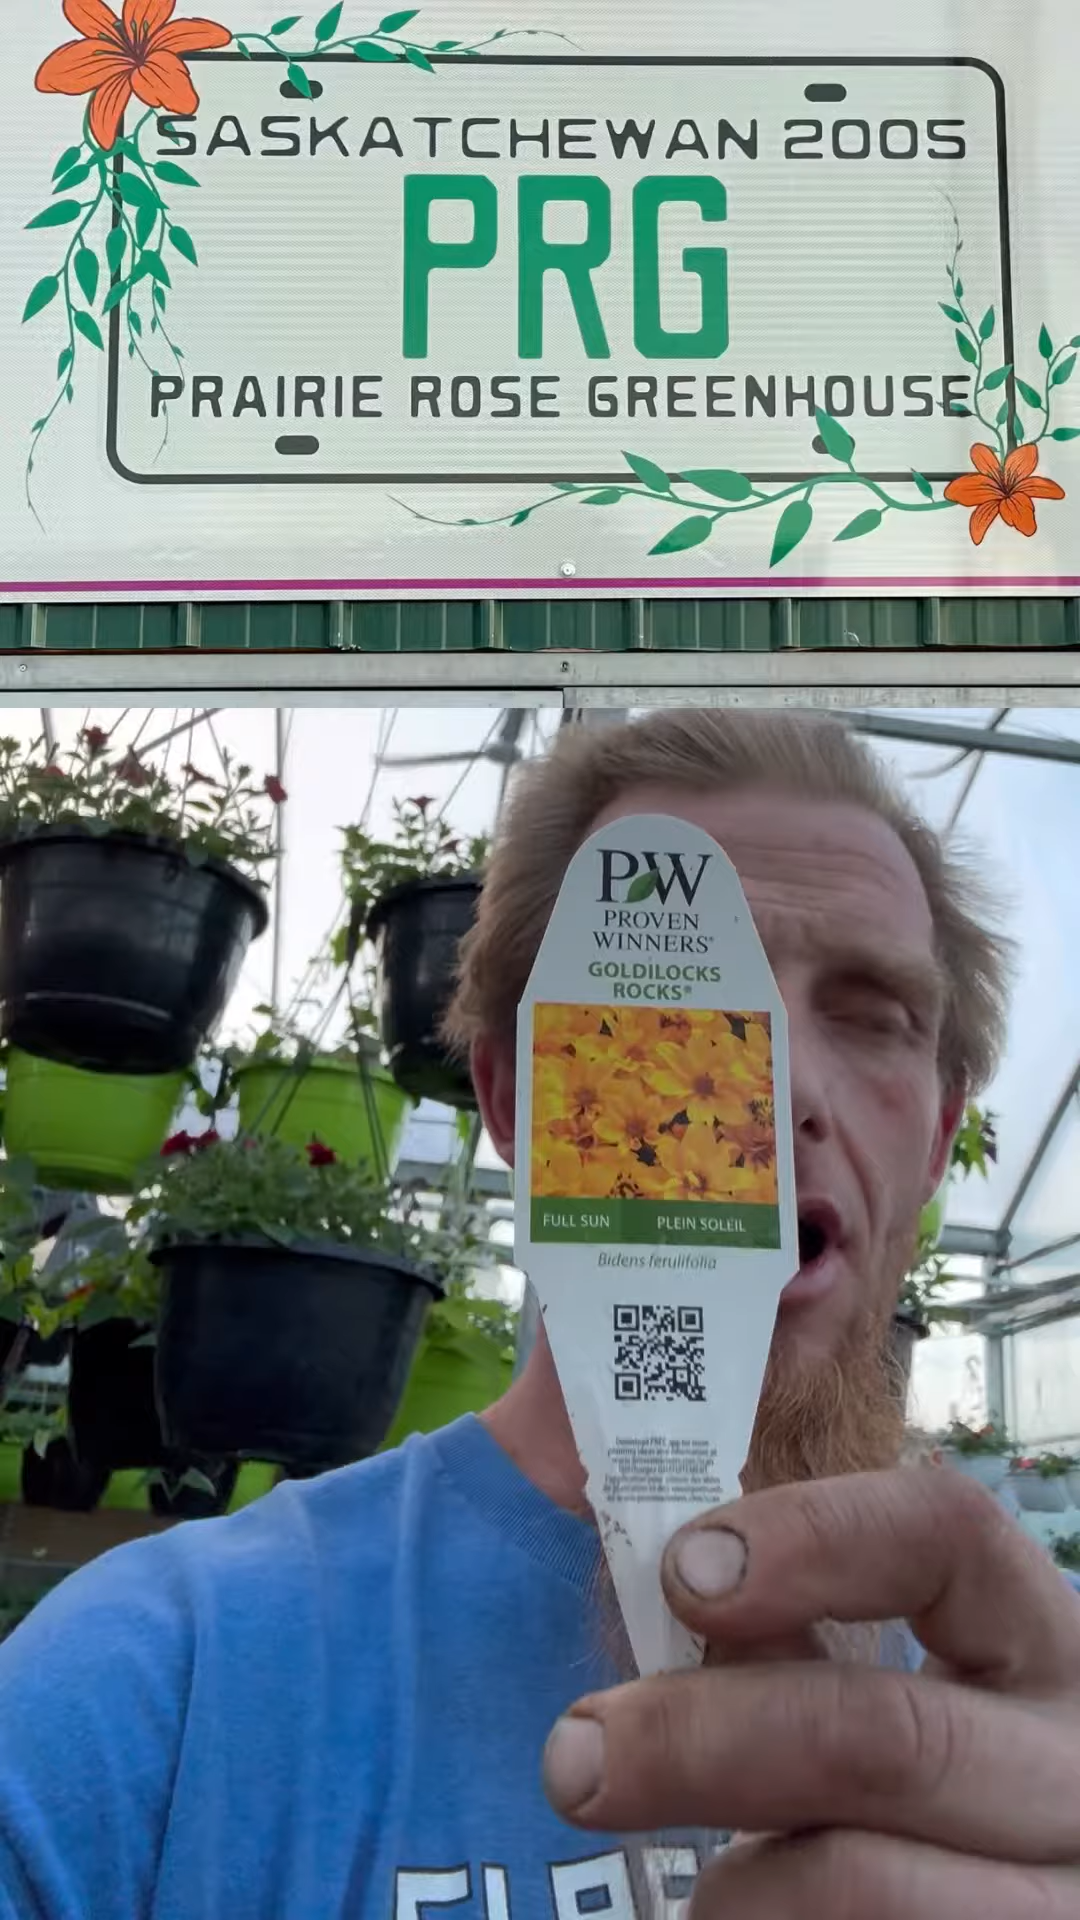 SASKATCHEWAN 2005
PRG
PRAIRIE ROSE GREENHOUSE
PW
PROVEN
WINNERS®
GOLDILOCKS
ROCKS®
FULL SUN PLEIN SOLEIL
Bidens ferulifolia